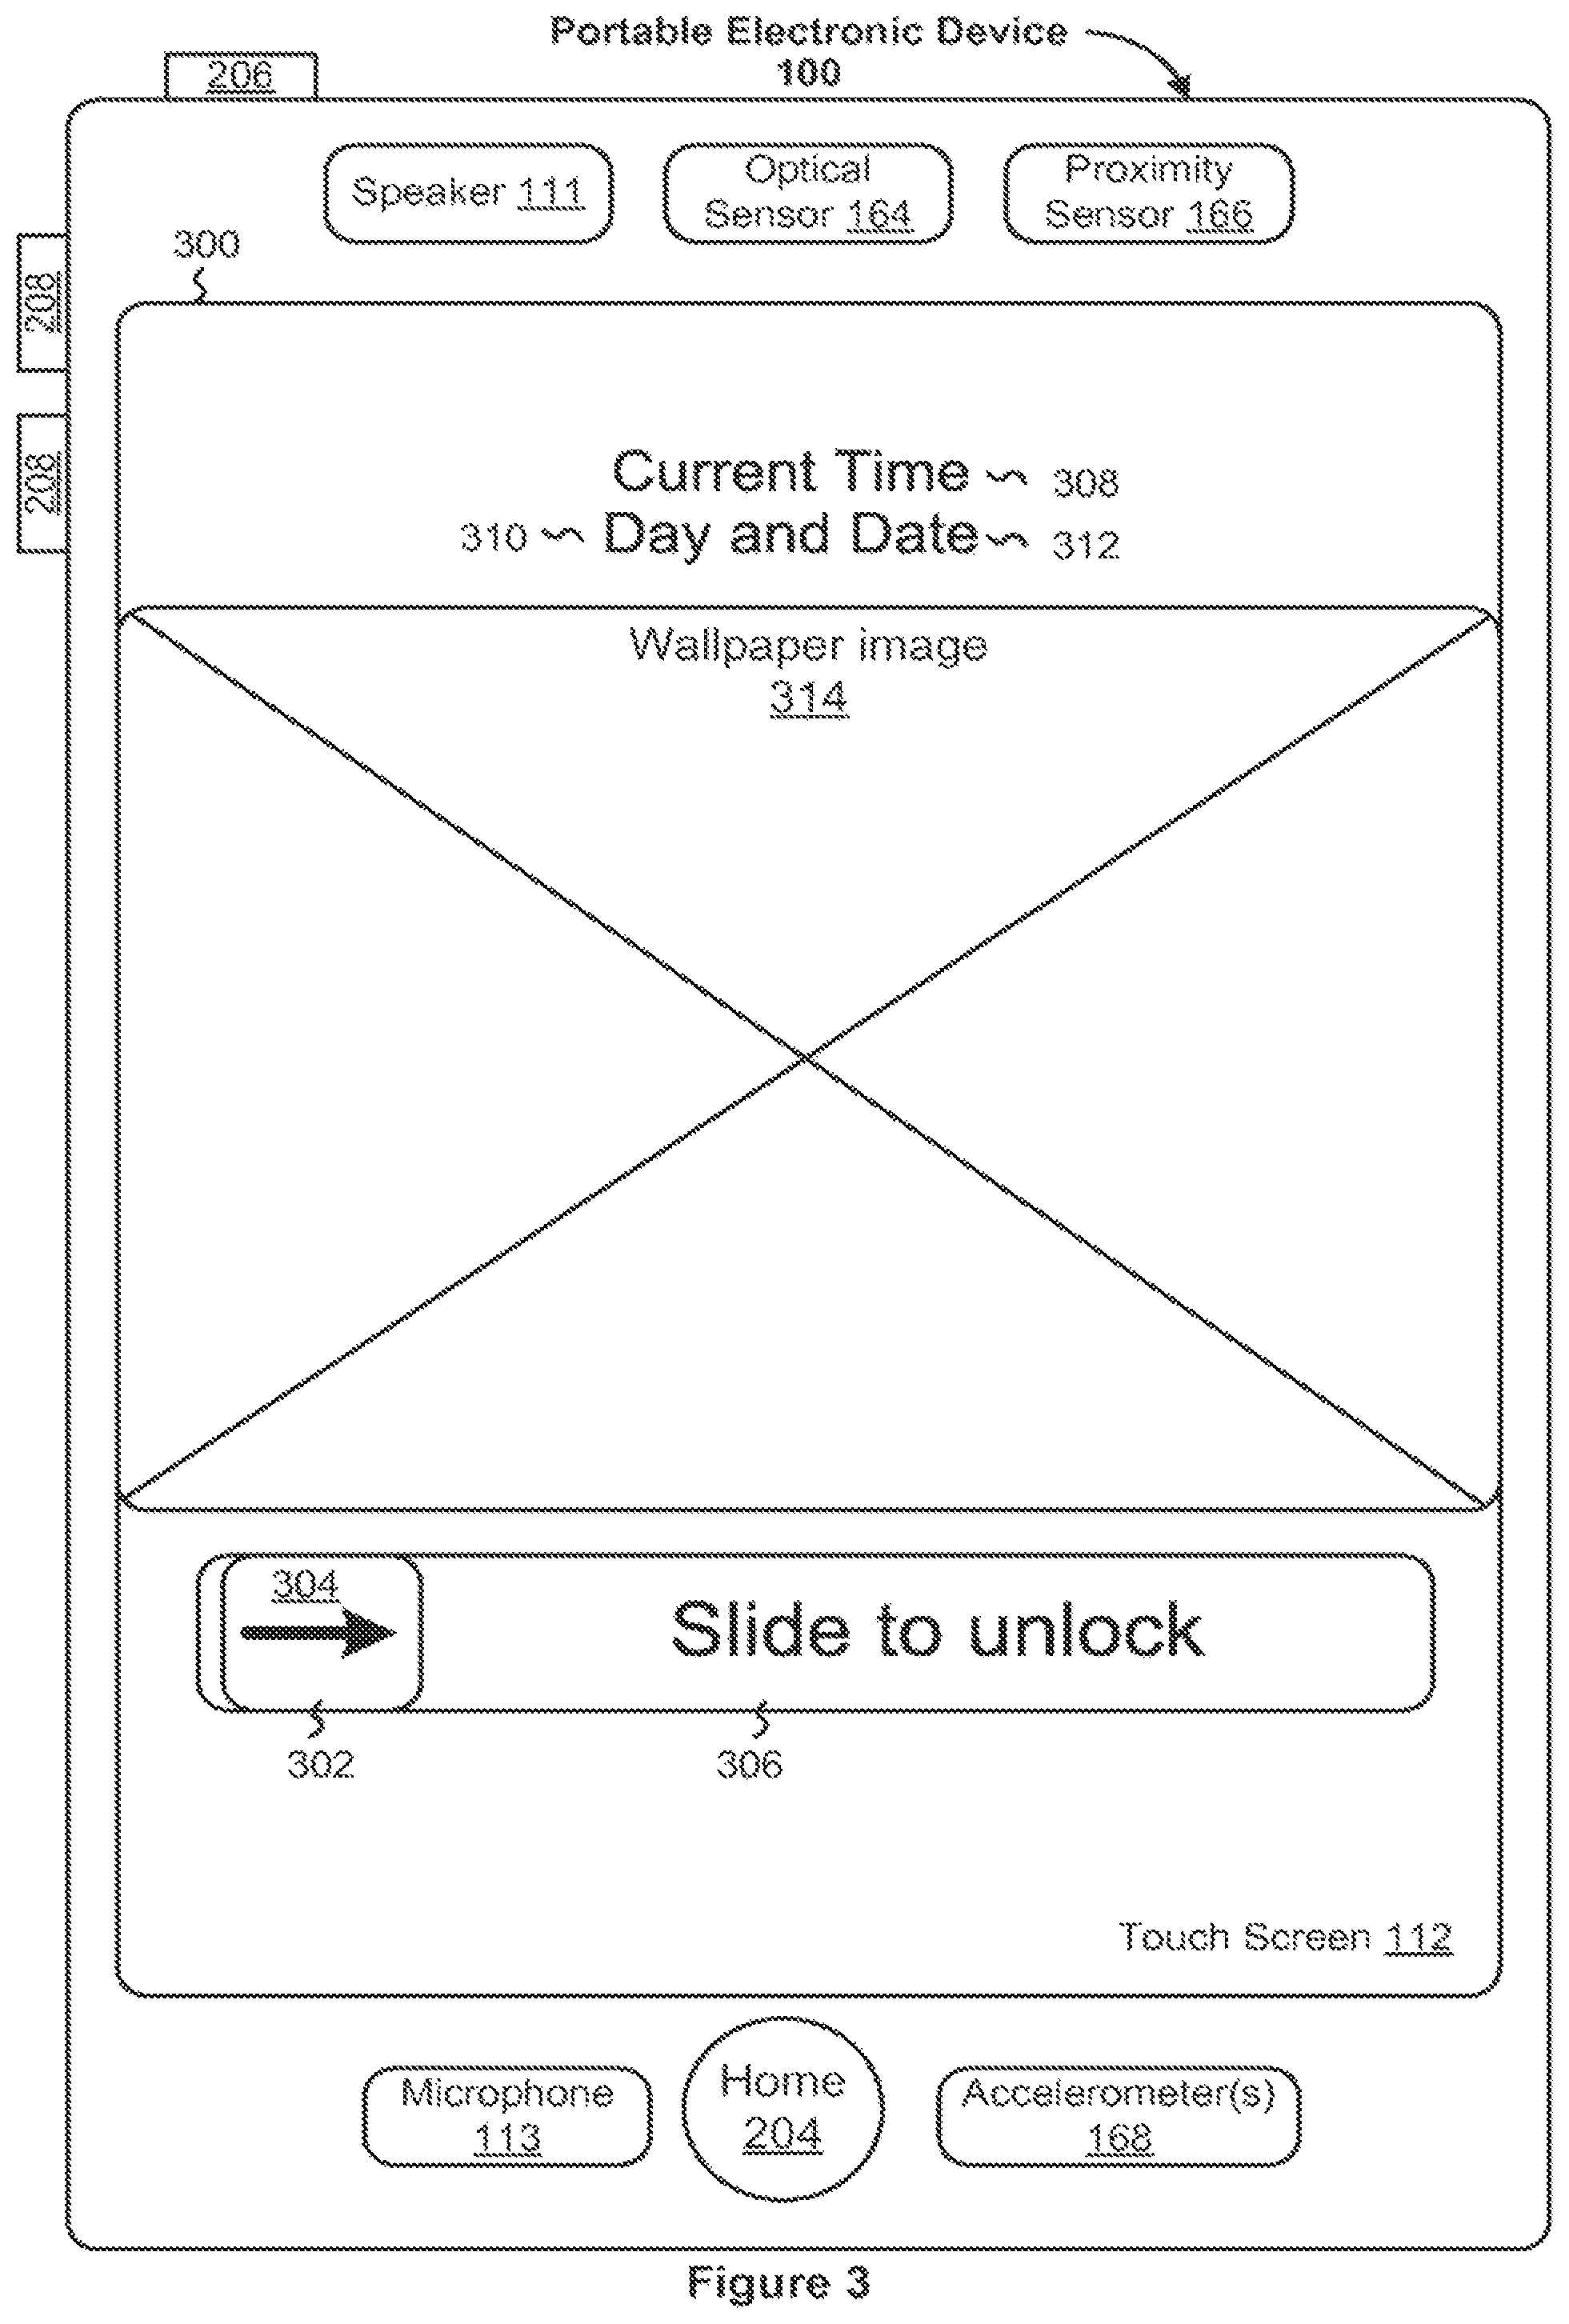 Portable Electronic Device
100
206
Speaker 111
Optical
Sensor 164
Proximity
Sensor 166
300
208
208
Current Time 308
310 Day and Date 312
Wallpaper image
314
304
Slide to unlock
302
306
Touch Screen 112
Microphone
113
Home
204
Accelerometer(s)
168
Figure 3